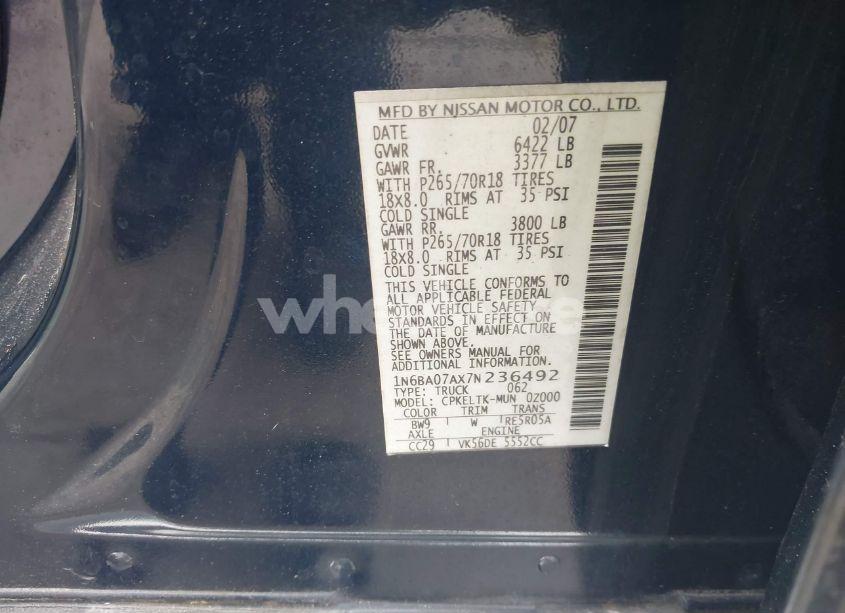 MFD BY NISSAN MOTOR CO., LTD.
DATE 02/07
GVWR 6422 LB
GAWR FR. 3377 LB
WITH P265/70R18 TIRES
18X8.0 RIMS AT 35 PSI
COLD SINGLE
GAWR RR. 3800 LB
WITH P265/70R18 TIRES
18X8.0 RIMS AT 35 PSI
COLD SINGLE
THIS VEHICLE CONFORMS TO
ALL APPLICABLE FEDERAL
MOTOR VEHICLE SAFETY
STANDARDS IN EFFECT ON
THE DATE OF MANUFACTURE
SHOWN ABOVE.
SEE OWNERS MANUAL FOR
ADDITIONAL INFORMATION.
1N6BA07AX7N236492
TYPE: TRUCK 062
MODEL: CPKELTK-MUN 0Z000
COLOR TRIM TRANS
BW9 W RE5R05A
AXLE ENGINE
CC29 VK56DE 5552CC